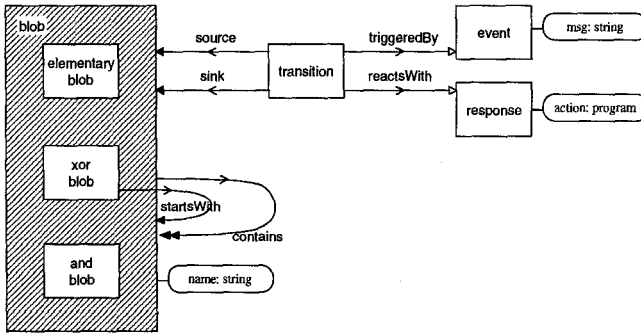 blob
elementary
blob
source
sink
transition
triggeredBy
reactsWith
event
msg: string
response
action: program
xor
blob
startsWith
contains
and
blob
name: string